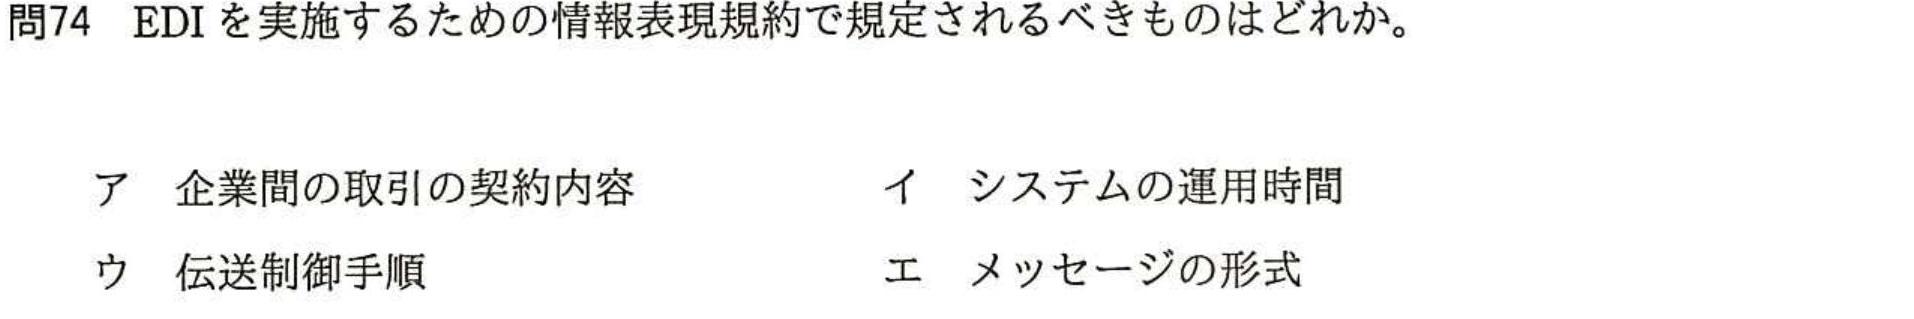 問74 EDI を実施するための情報表現規約で規定されるべきものはどれか。
ア 企業間の取引の契約内容 イ システムの運用時間
ウ 伝送制御手順 エ メッセージの形式